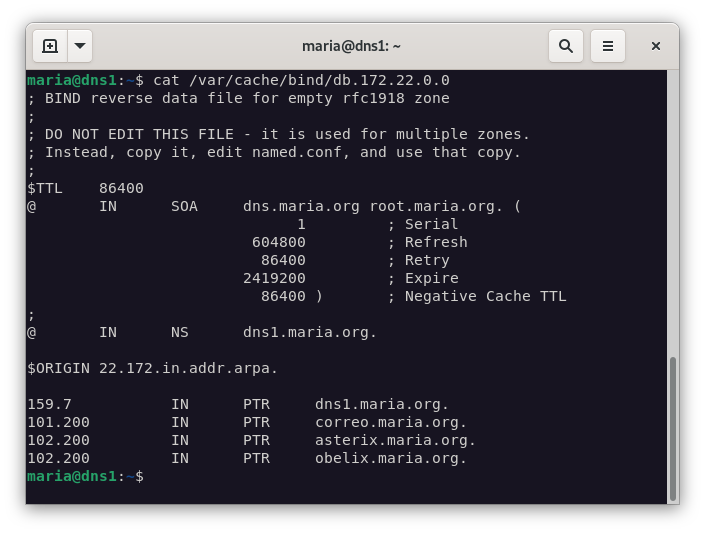 maria@dns1: ~
maria@dns1:~$ cat /var/cache/bind/db.172.22.0.0
; BIND reverse data file for empty rfc1918 zone
;
; DO NOT EDIT THIS FILE - it is used for multiple zones.
; Instead, copy it, edit named.conf, and use that copy.
;
$TTL    86400
@       IN      SOA     dns.maria.org root.maria.org. (
                              1         ; Serial
                         604800         ; Refresh
                          86400         ; Retry
                        2419200         ; Expire
                          86400 )       ; Negative Cache TTL
;
@       IN      NS      dns1.maria.org.
$ORIGIN 22.172.in.addr.arpa.
159.7           IN      PTR     dns1.maria.org.
101.200         IN      PTR     correo.maria.org.
102.200         IN      PTR     asterix.maria.org.
102.200         IN      PTR     obelix.maria.org.
maria@dns1:~$